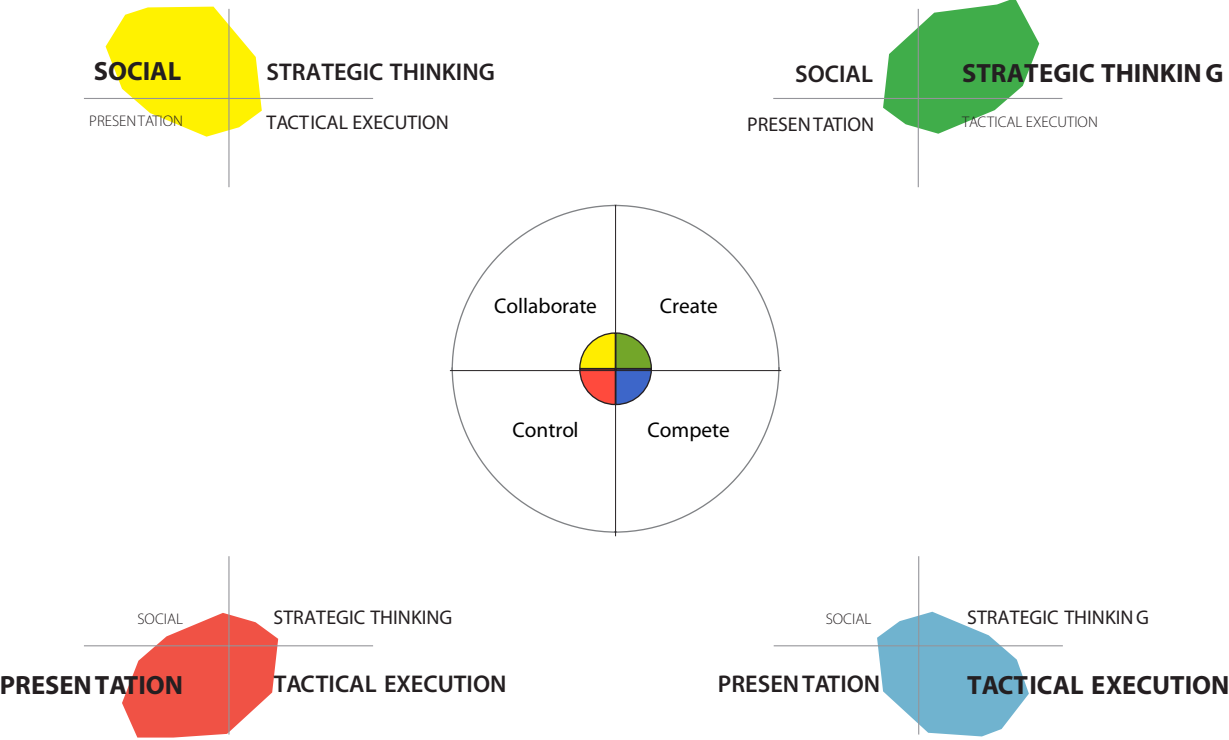 SOCIAL STRATEGIC THINKING
PRESENTATION TACTICAL EXECUTION
SOCIAL STRATEGIC THINKING
PRESENTATION TACTICAL EXECUTION
Collaborate Create
Control Compete
SOCIAL STRATEGIC THINKING
PRESENTATION TACTICAL EXECUTION
SOCIAL STRATEGIC THINKING
PRESENTATION TACTICAL EXECUTION